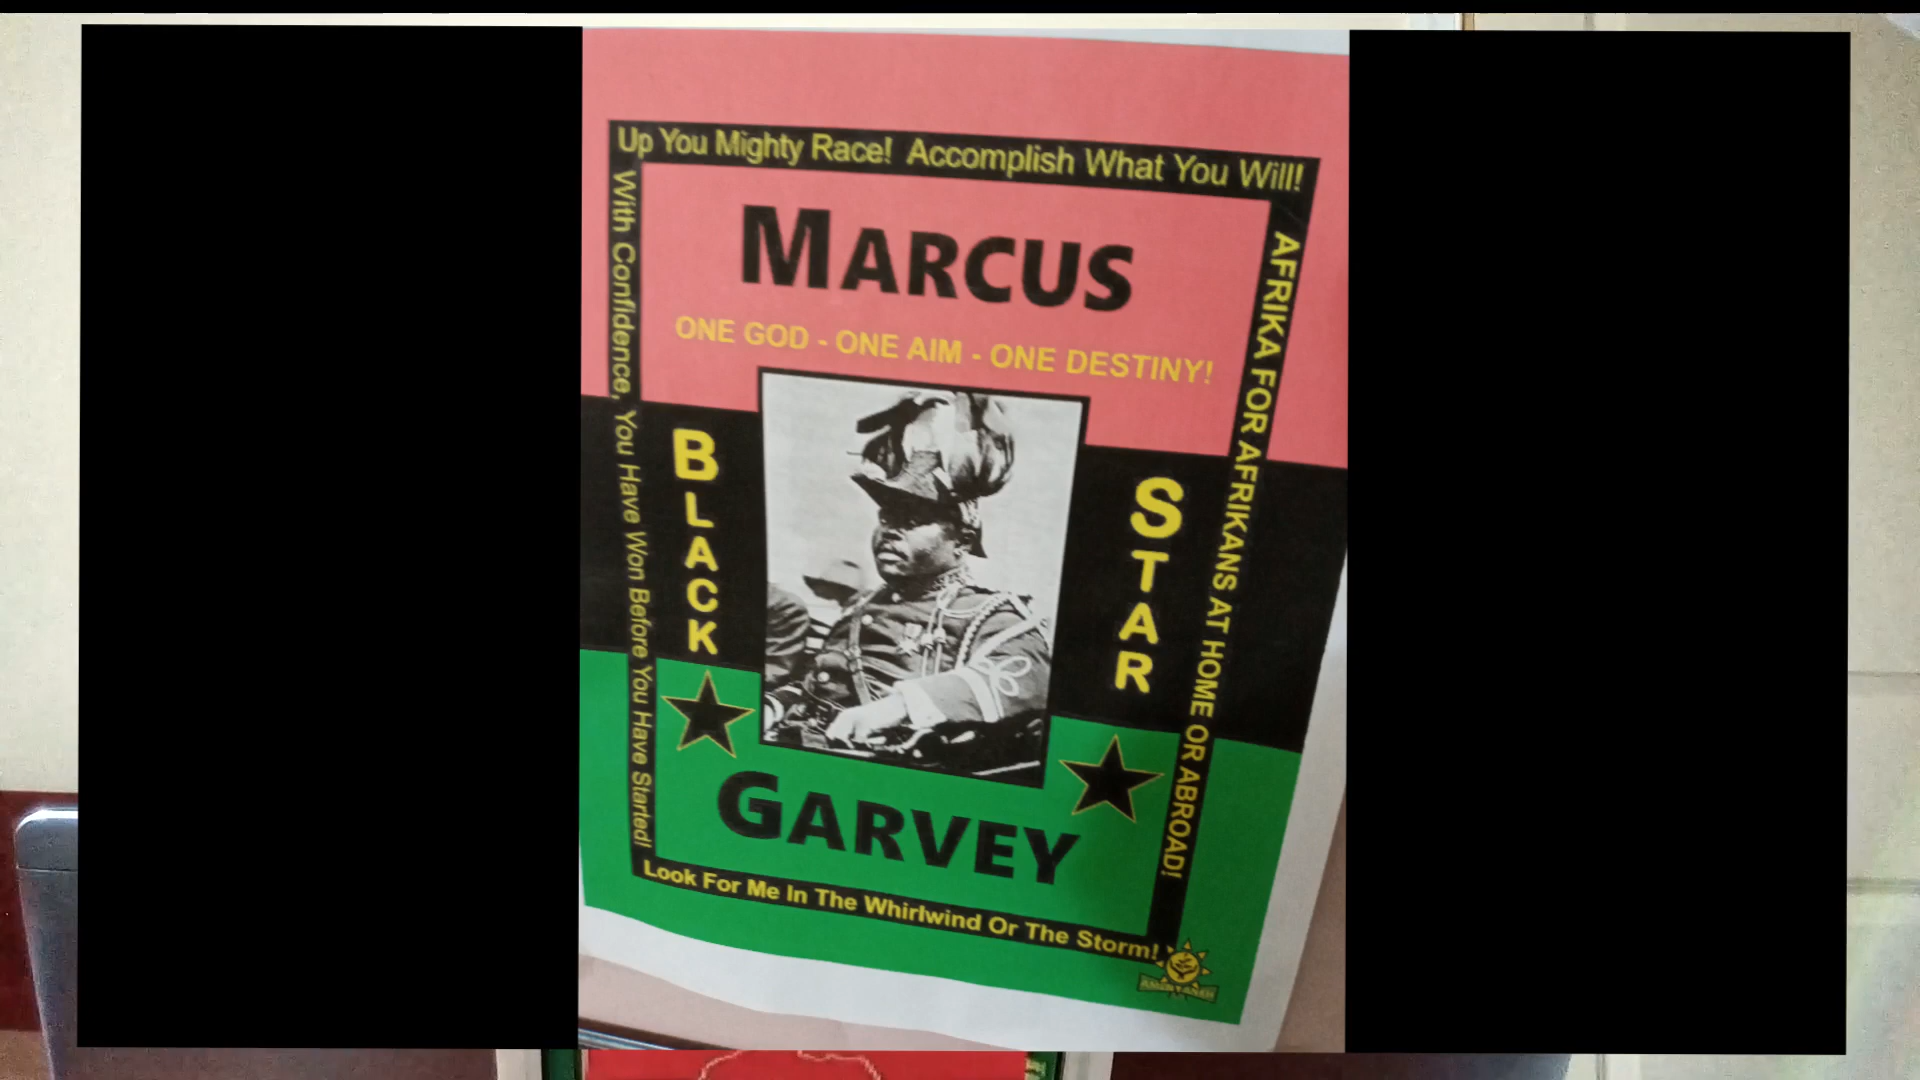 Up You Mighty Race! Accomplish What You Will!
With Confidence, You Have Won Before You Have Started!
AFRIKA FOR AFRIKANS AT HOME OR ABROAD!
MARCUS
ONE GOD - ONE AIM - ONE DESTINY!
BLACK
STAR
GARVEY
Look For Me In The Whirlwind Or The Storm!